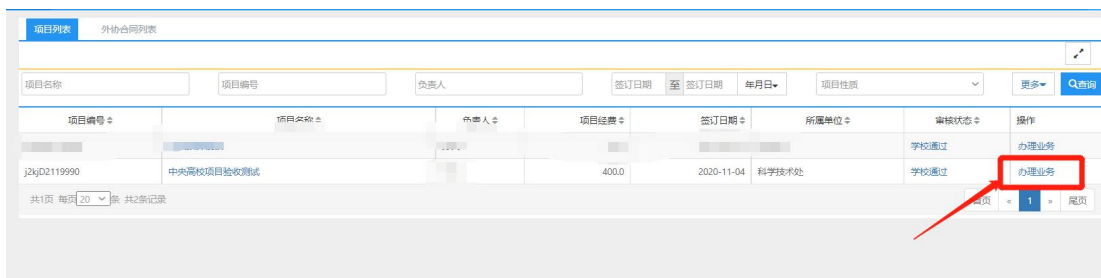 项目列表 外协合同列表
项目名称 项目编号 负责人 签订日期 至 签订日期 年月日 项目性质 更多 查询
项目编号 项目名称 负责人 项目经费 签订日期 所属单位 审核状态 操作
学校通过 办理业务
j2kjD2119990 中央高校项目验收测试 400.0 2020-11-04 科学技术处 学校通过 办理业务
共1页 每页 20 条 共2条记录 首页 « 1 » 尾页